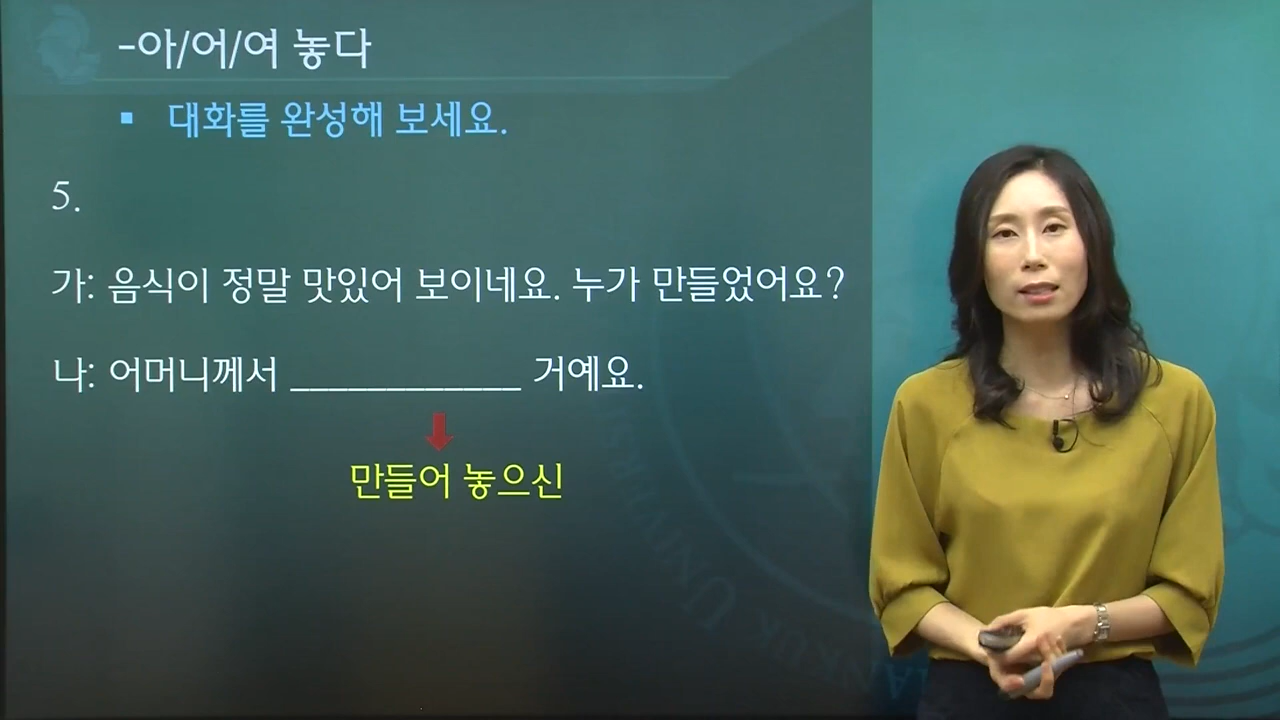 -아/어/여 놓다
▪ 대화를 완성해 보세요.
5.
가: 음식이 정말 맛있어 보이네요. 누가 만들었어요?
나: 어머니께서 ____________ 거예요.
만들어 놓으신